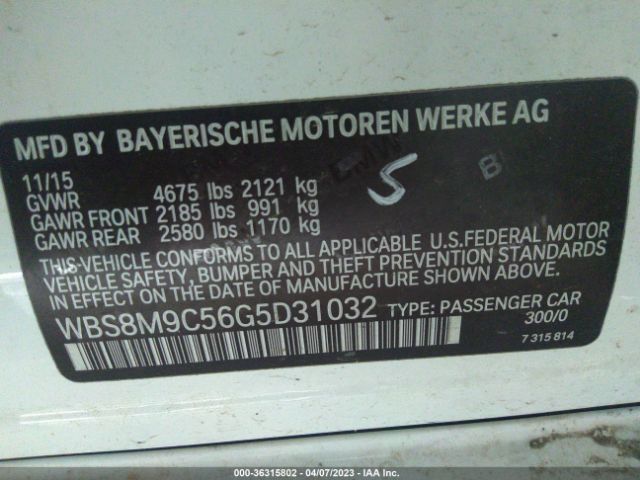 MFD BY BAYERISCHE MOTOREN WERKE AG
11/15
GVWR 4675 lbs 2121 kg
GAWR FRONT 2185 lbs 991 kg
GAWR REAR 2580 lbs 1170 kg
THIS VEHICLE CONFORMS TO ALL APPLICABLE U.S.FEDERAL MOTOR
VEHICLE SAFETY, BUMPER AND THEFT PREVENTION STANDARDS
IN EFFECT ON THE DATE OF MANUFACTURE SHOWN ABOVE.
WBS8M9C56G5D31032 TYPE: PASSENGER CAR
300/0
7 315 814
S
B
000-36315802 - 04/07/2023 - IAA Inc.